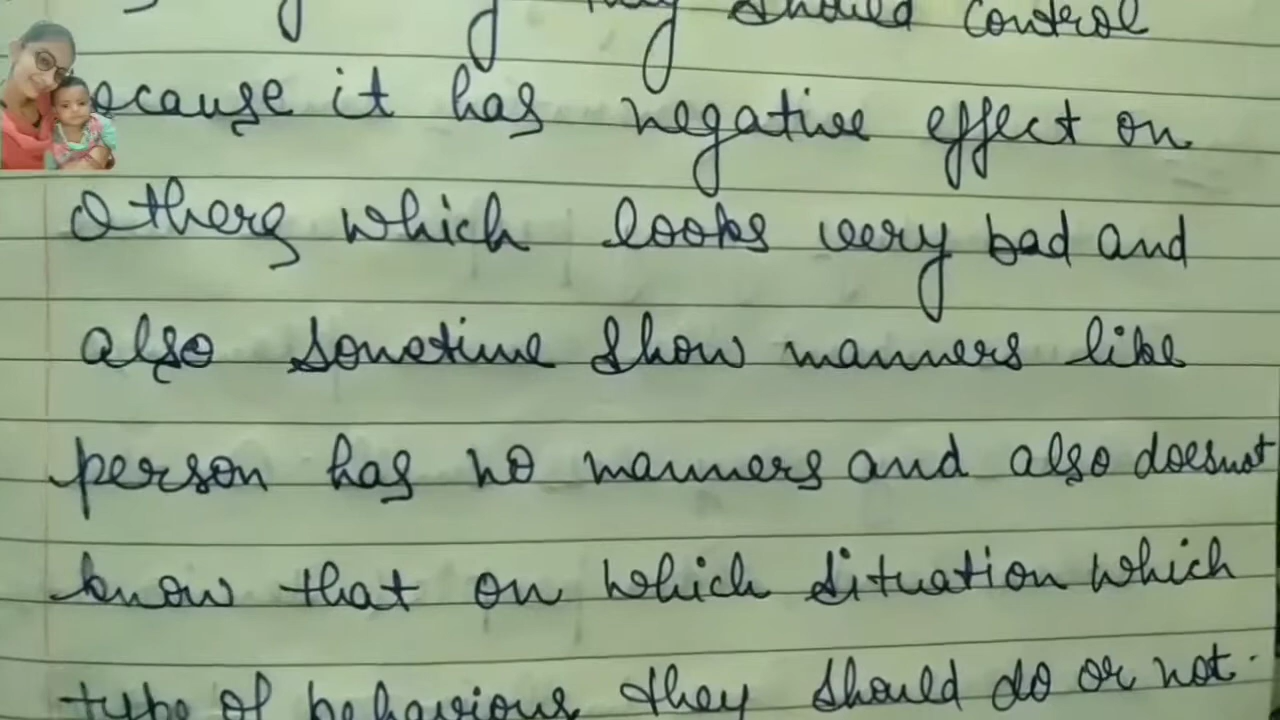 they should control
ecause it has negative effect on
others which looks very bad and
also sometime show manners like
person has no manners and also doesnot
know that on which situation which
type of behaviour they should do or not.